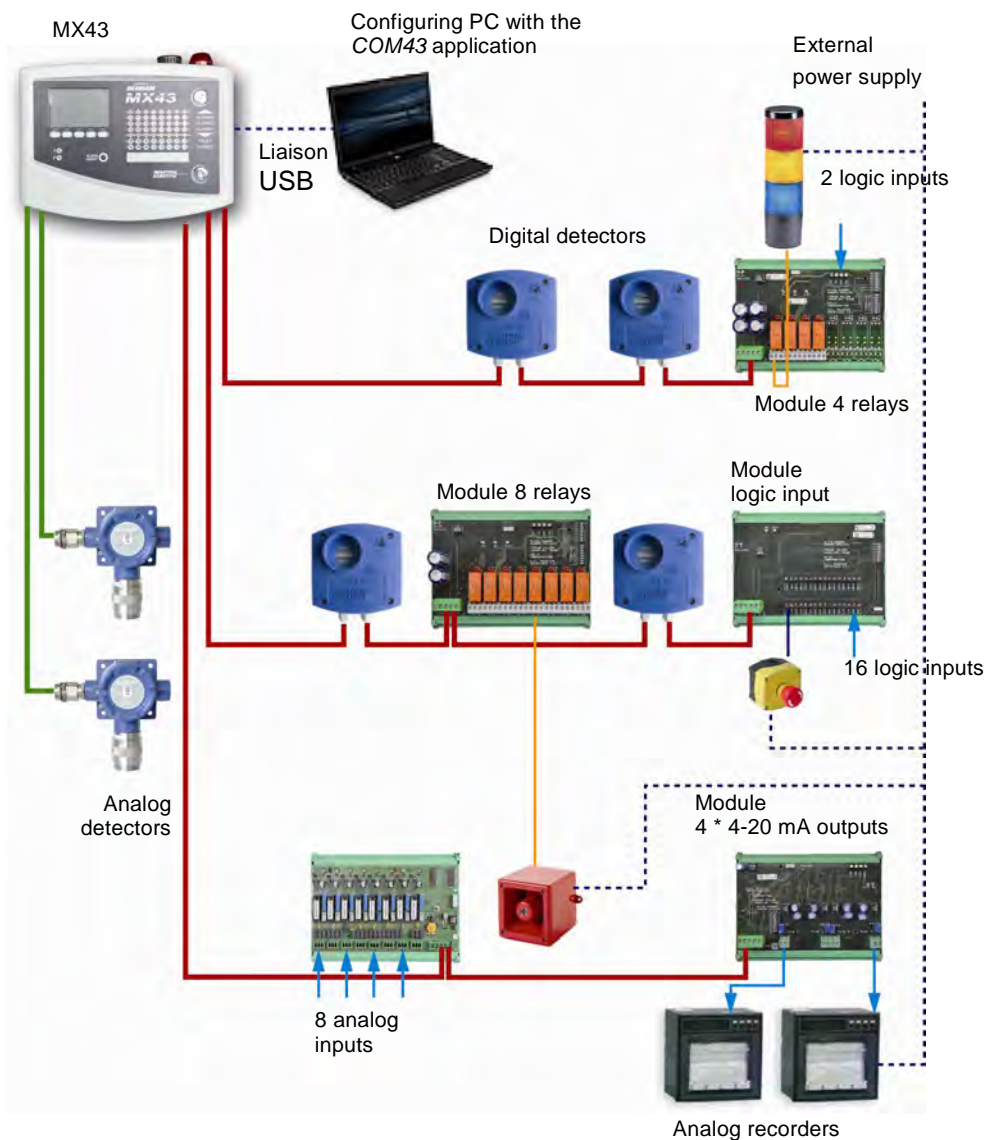 MX43
Configuring PC with the
COM43 application
External
power supply
MX43
Liaison
USB
2 logic inputs
Digital detectors
Module 4 relays
Module 8 relays
Module
logic input
16 logic inputs
Analog
detectors
Module
4 * 4-20 mA outputs
8 analog
inputs
Analog recorders